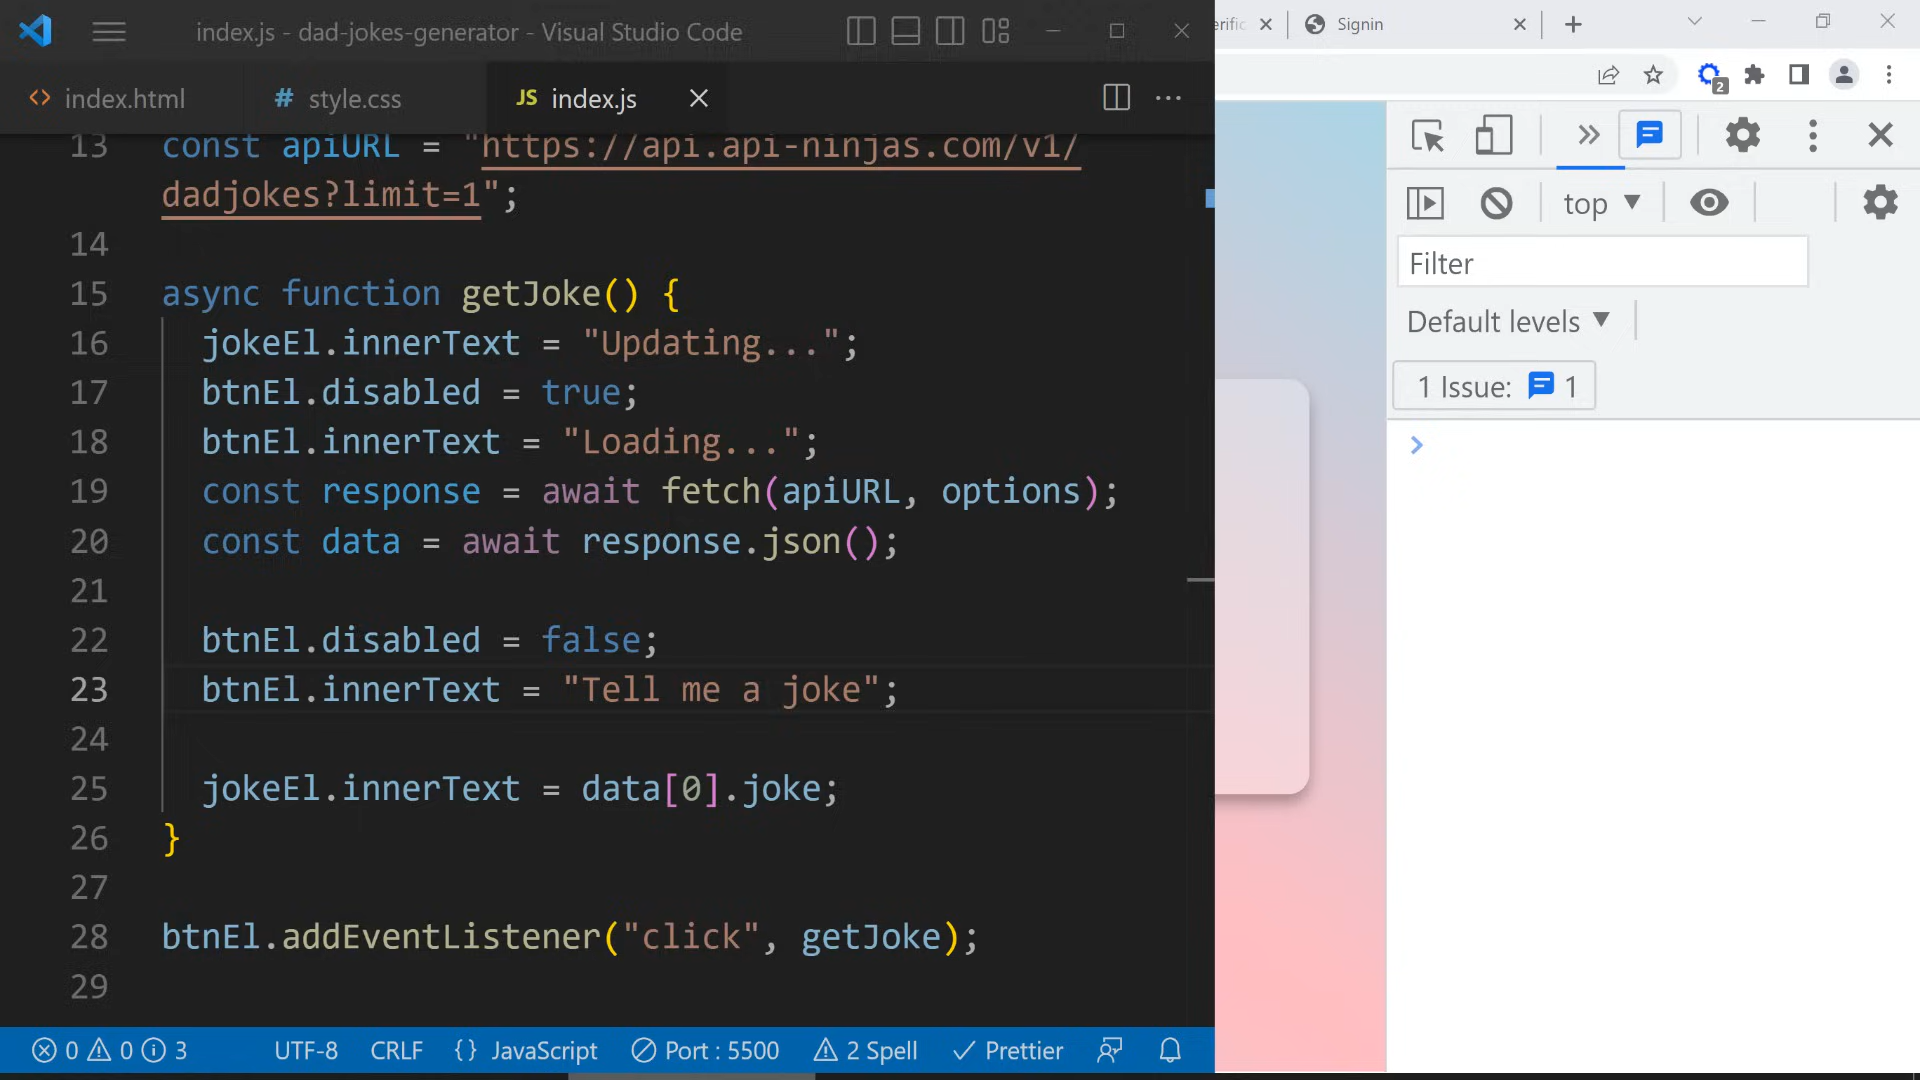 index.js - dad-jokes-generator - Visual Studio Code
index.html
# style.css
JS index.js
13 const apiURL = "https://api.api-ninjas.com/v1/
dadjokes?limit=1";
14
15 async function getJoke() {
16 jokeEl.innerText = "Updating...";
17 btnEl.disabled = true;
18 btnEl.innerText = "Loading...";
19 const response = await fetch(apiURL, options);
20 const data = await response.json();
21
22 btnEl.disabled = false;
23 btnEl.innerText = "Tell me a joke";
24
25 jokeEl.innerText = data[0].joke;
26 }
27
28 btnEl.addEventListener("click", getJoke);
29
0 0 3 UTF-8 CRLF {} JavaScript Port : 5500 2 Spell Prettier
Signin
2
top
Filter
Default levels
1 Issue: 1